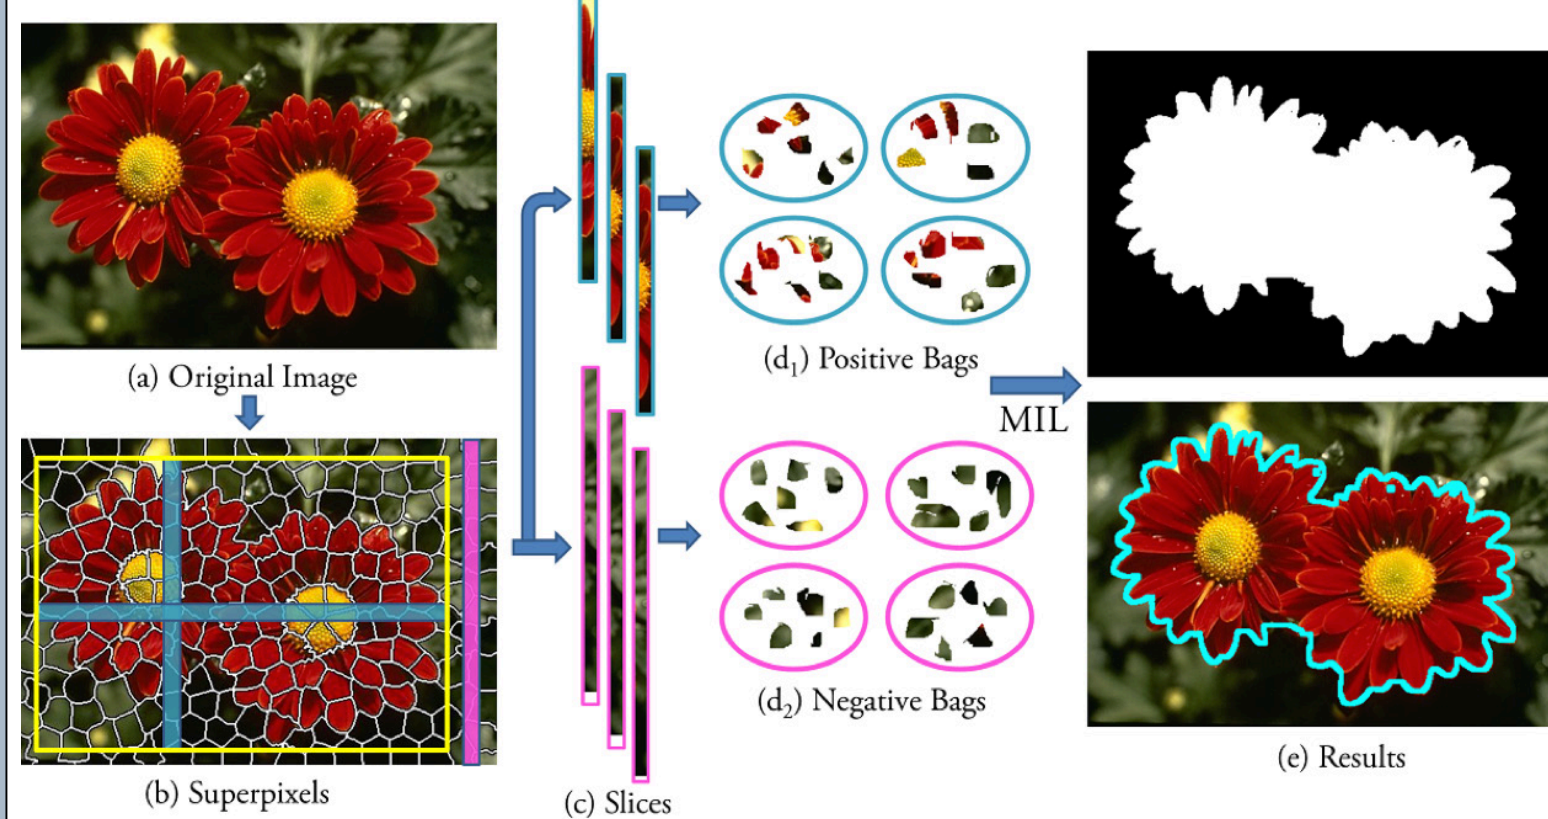 (a) Original Image
(b) Superpixels
(c) Slices
(d₁) Positive Bags
(d₂) Negative Bags
MIL
(e) Results